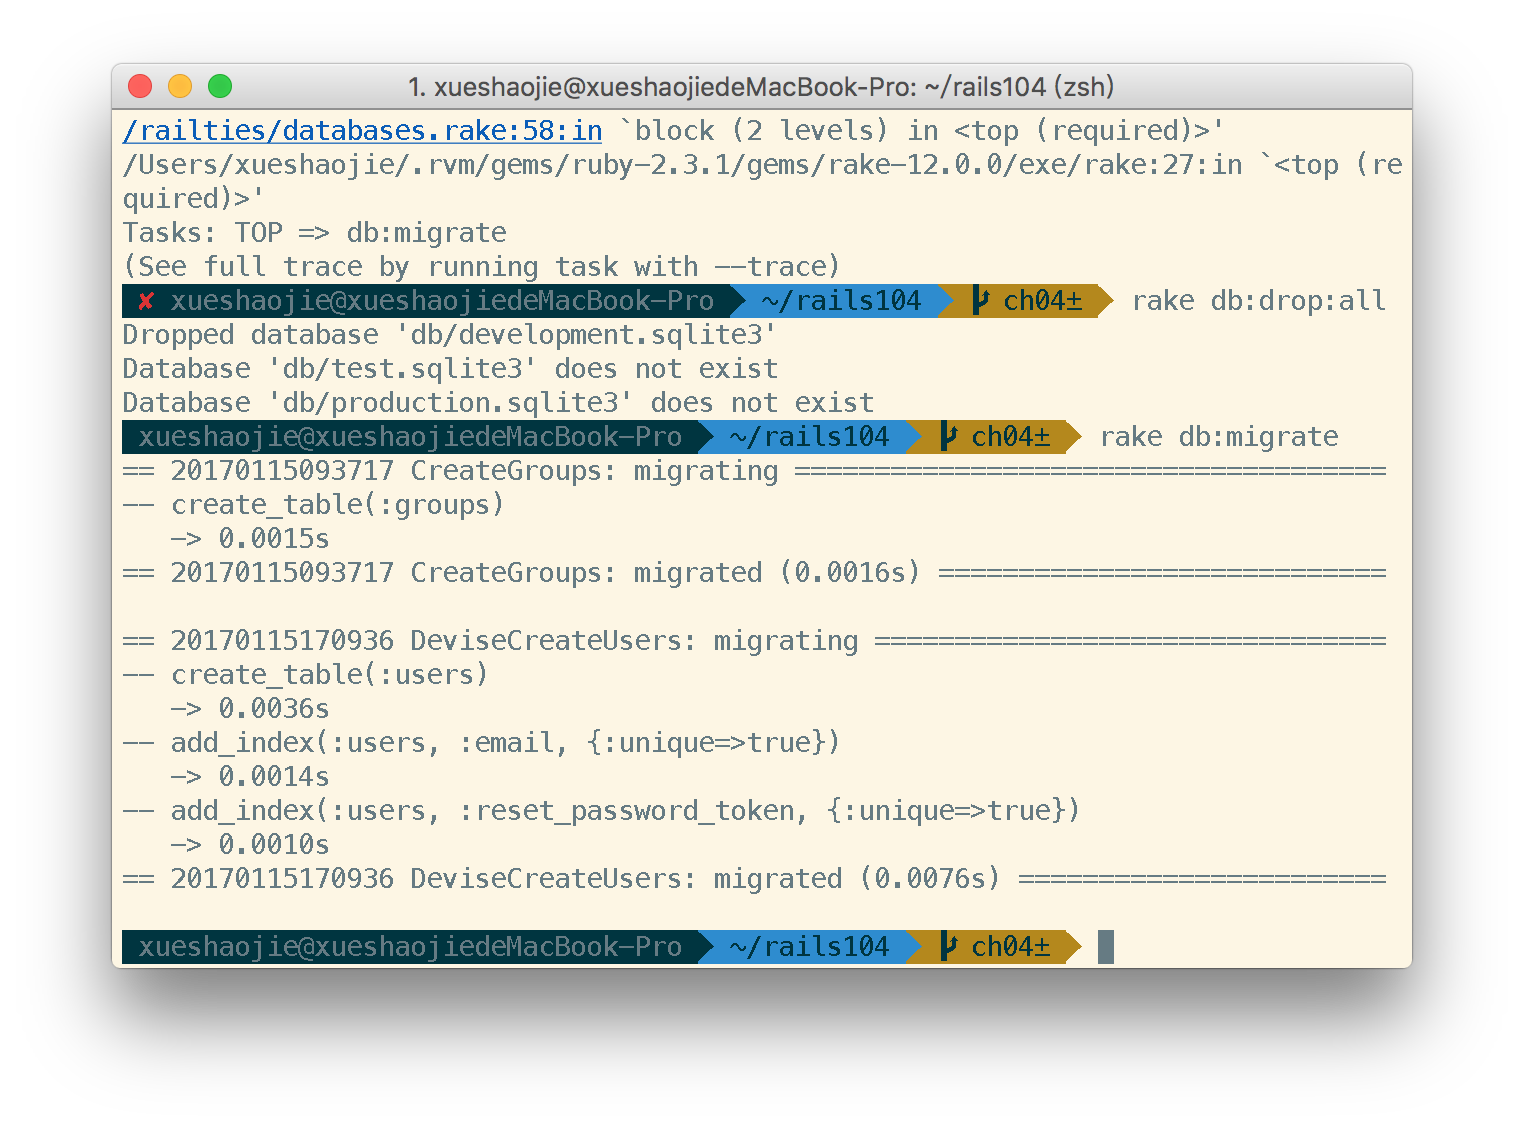 1. xueshaojie@xueshaojiedeMacBook-Pro: ~/rails104 (zsh)
/railties/databases.rake:58:in `block (2 levels) in <top (required)>'
/Users/xueshaojie/.rvm/gems/ruby-2.3.1/gems/rake-12.0.0/exe/rake:27:in `<top (re
quired)>'
Tasks: TOP => db:migrate
(See full trace by running task with --trace)
✘ xueshaojie@xueshaojiedeMacBook-Pro ~/rails104 ch04± rake db:drop:all
Dropped database 'db/development.sqlite3'
Database 'db/test.sqlite3' does not exist
Database 'db/production.sqlite3' does not exist
xueshaojie@xueshaojiedeMacBook-Pro ~/rails104 ch04± rake db:migrate
== 20170115093717 CreateGroups: migrating =====================================
-- create_table(:groups)
   -> 0.0015s
== 20170115093717 CreateGroups: migrated (0.0016s) ============================

== 20170115170936 DeviseCreateUsers: migrating ================================
-- create_table(:users)
   -> 0.0036s
-- add_index(:users, :email, {:unique=>true})
   -> 0.0014s
-- add_index(:users, :reset_password_token, {:unique=>true})
   -> 0.0010s
== 20170115170936 DeviseCreateUsers: migrated (0.0076s) =======================

xueshaojie@xueshaojiedeMacBook-Pro ~/rails104 ch04±